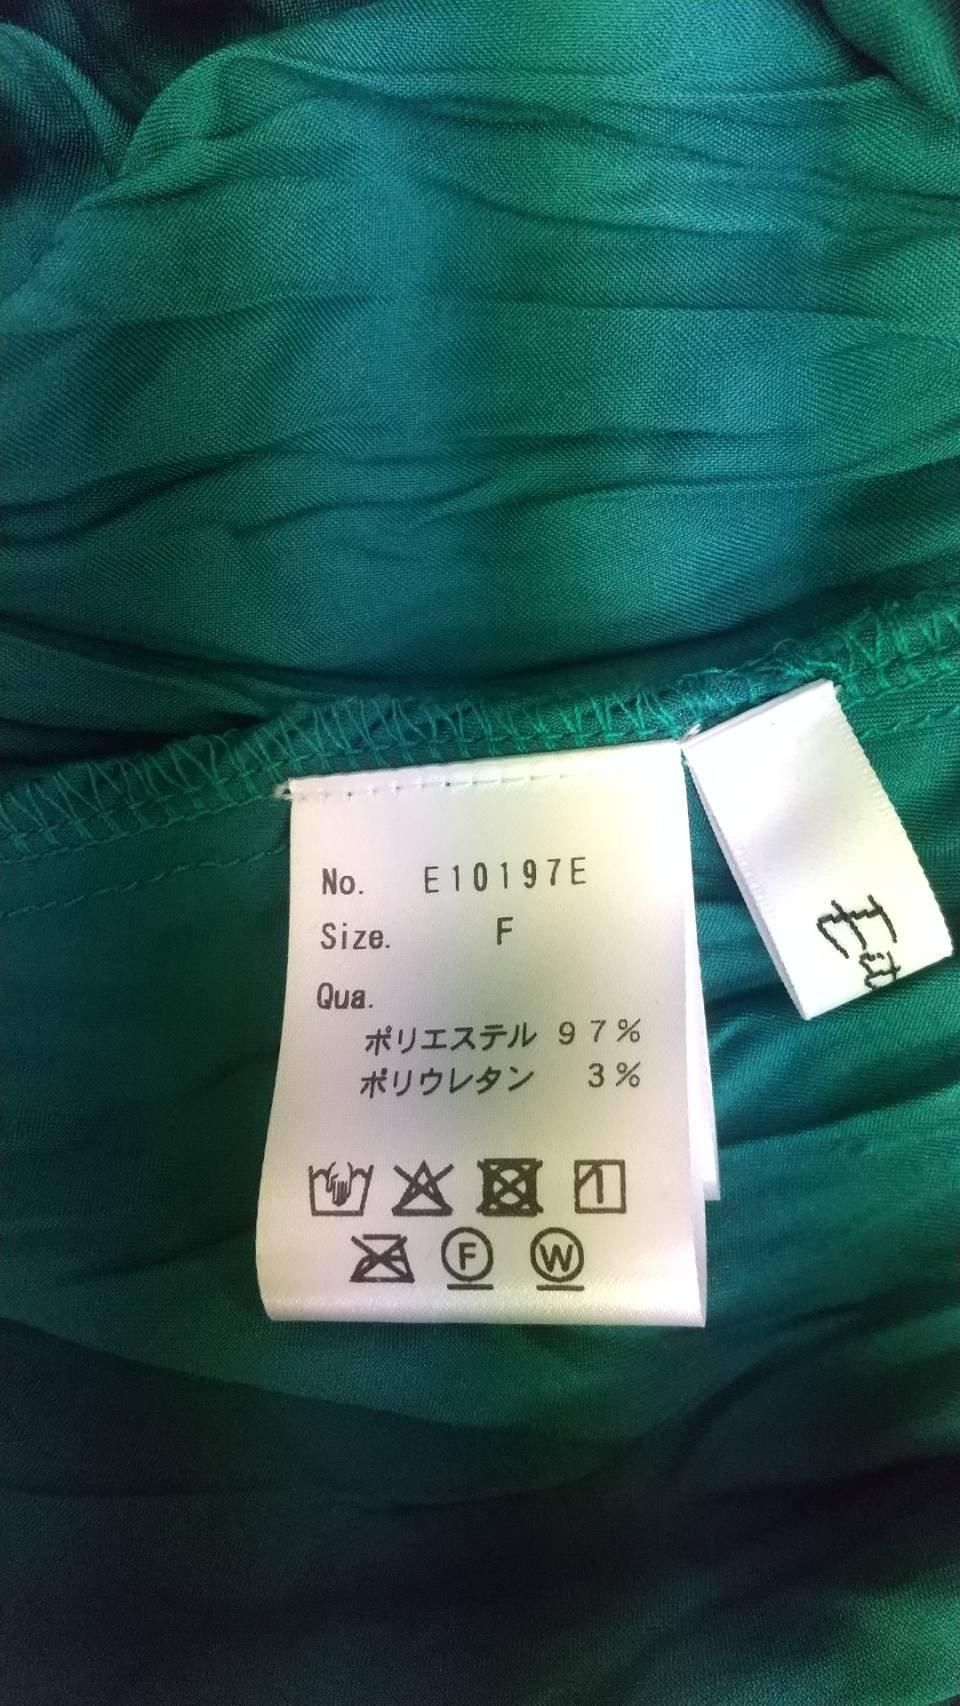 No. E10197E
Size. F
Qua.
ポリエステル 97%
ポリウレタン 3%
F W